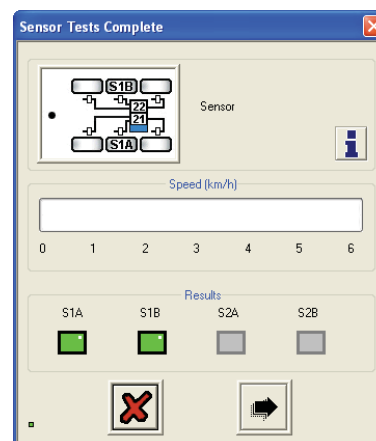 Sensor Tests Complete
S1B
22
21
S1A
Sensor
i
Speed (km/h)
0 1 2 3 4 5 6
Results
S1A S1B S2A S2B